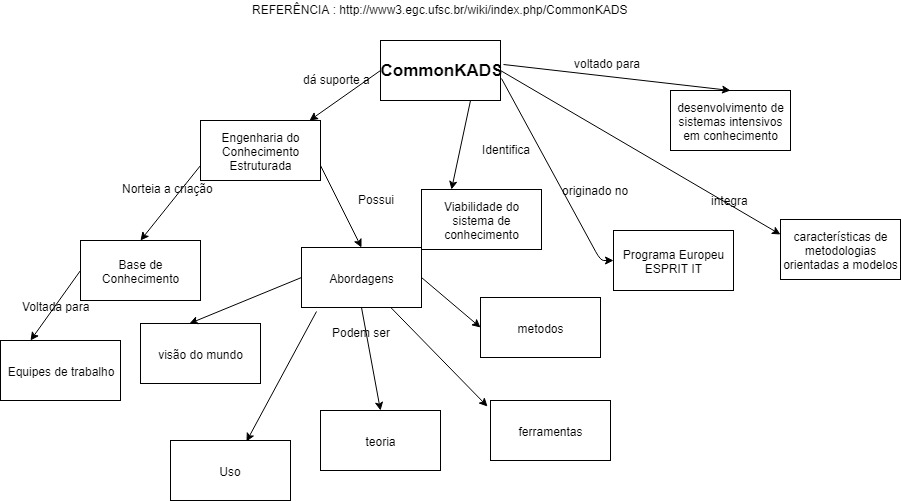 REFERÊNCIA : http://www3.egc.ufsc.br/wiki/index.php/CommonKADS
CommonKADS
voltado para
dá suporte a
desenvolvimento de
sistemas intensivos
em conhecimento
Engenharia do
Conhecimento
Estruturada
Identifica
Norteia a criação
originado no
Possui
integra
Viabilidade do
sistema de
conhecimento
características de
metodologias
orientadas a modelos
Programa Europeu
ESPRIT IT
Base de
Conhecimento
Abordagens
Voltada para
Podem ser
metodos
visão do mundo
Equipes de trabalho
ferramentas
teoria
Uso